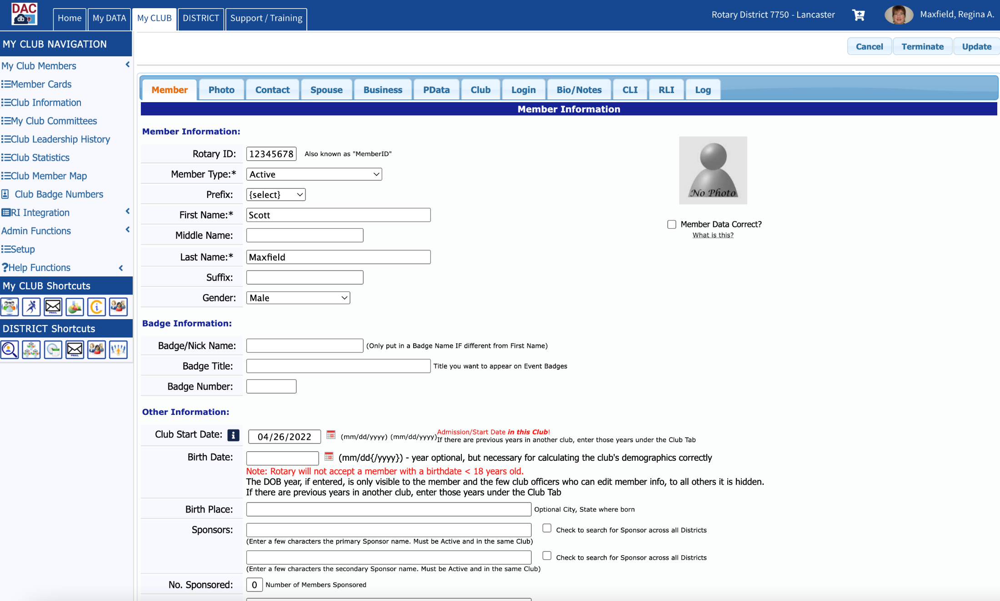 DAC
db
Home
My DATA
My CLUB
DISTRICT
Support / Training
Rotary District 7750 - Lancaster
Maxfield, Regina A.
MY CLUB NAVIGATION
My Club Members
Member Cards
Club Information
My Club Committees
Club Leadership History
Club Statistics
Club Member Map
Club Badge Numbers
RI Integration
Admin Functions
Setup
?Help Functions
My CLUB Shortcuts
PMAIL
DISTRICT Shortcuts
PMAIL
Cancel
Terminate
Update
Member
Photo
Contact
Spouse
Business
PData
Club
Login
Bio/Notes
CLI
RLI
Log
Member Information
Member Information:
Rotary ID: 12345678 Also known as "MemberID"
Member Type:* Active
Prefix: {select}
First Name:* Scott
Middle Name:
Last Name:* Maxfield
Suffix:
Gender: Male
No Photo
Member Data Correct?
What is this?
Badge Information:
Badge/Nick Name: (Only put in a Badge Name IF different from First Name)
Badge Title: Title you want to appear on Event Badges
Badge Number:
Other Information:
Club Start Date: i 04/26/2022 (mm/dd/yyyy) (mm/dd/yyyy) Admission/Start Date in this Club!
If there are previous years in another club, enter those years under the Club Tab
Birth Date: (mm/dd{/yyyy}) - year optional, but necessary for calculating the club's demographics correctly
Note: Rotary will not accept a member with a birthdate < 18 years old.
The DOB year, if entered, is only visible to the member and the few club officers who can edit member info, to all others it is hidden.
If there are previous years in another club, enter those years under the Club Tab
Birth Place: Optional City, State where born
Sponsors: Check to search for Sponsor across all Districts
(Enter a few characters the primary Sponsor name. Must be Active and in the same Club)
Check to search for Sponsor across all Districts
(Enter a few characters the secondary Sponsor name. Must be Active and in the same Club)
No. Sponsored: 0 Number of Members Sponsored